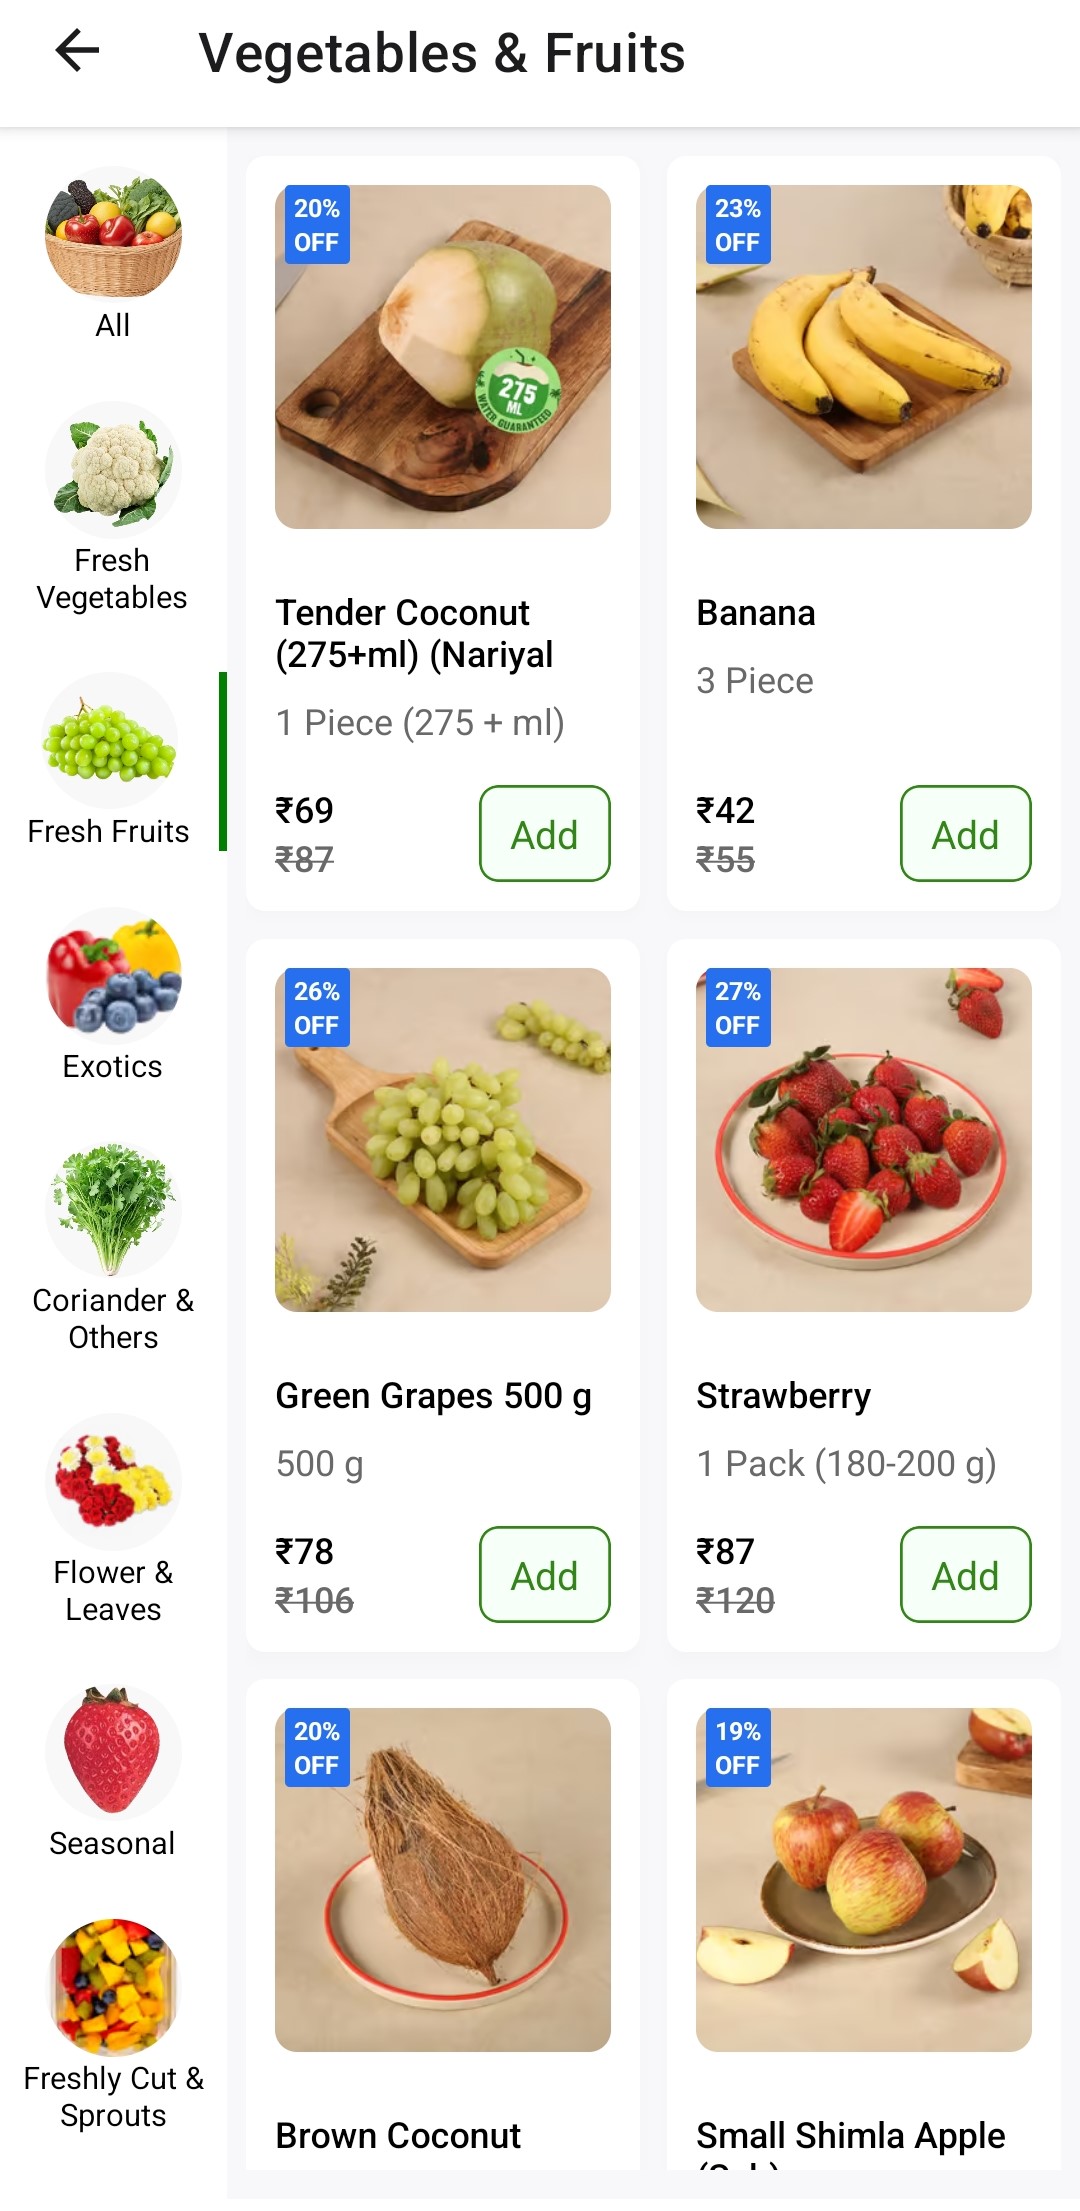 Vegetables & Fruits
All
Fresh
Vegetables
Fresh Fruits
Exotics
Coriander &
Others
Flower &
Leaves
Seasonal
Freshly Cut &
Sprouts
20%
OFF
275
ML
WATER GUARANTEED
Tender Coconut
(275+ml) (Nariyal
1 Piece (275 + ml)
₹69
₹87
Add
23%
OFF
Banana
3 Piece
₹42
₹55
Add
26%
OFF
Green Grapes 500 g
500 g
₹78
₹106
Add
27%
OFF
Strawberry
1 Pack (180-200 g)
₹87
₹120
Add
20%
OFF
Brown Coconut
19%
OFF
Small Shimla Apple